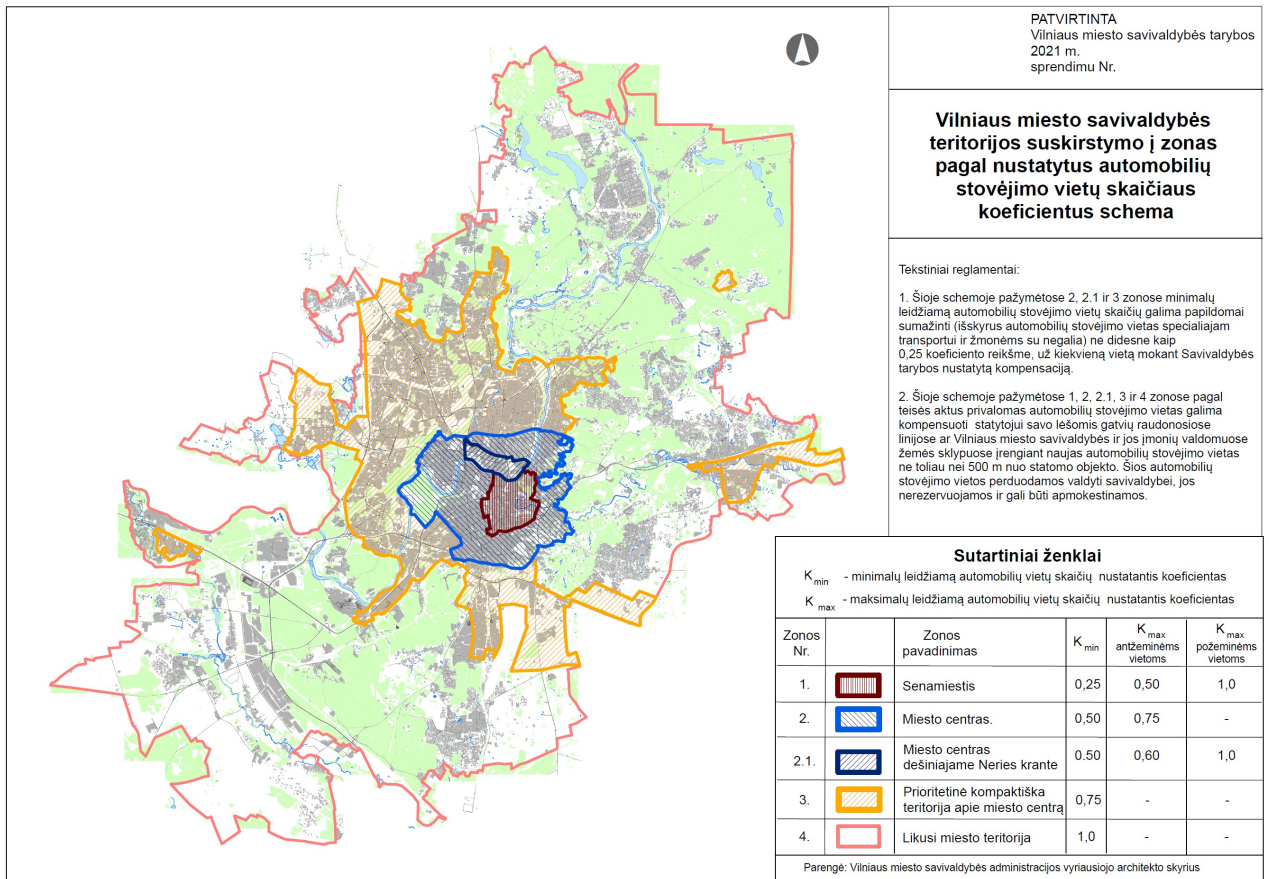 PATVIRTINTA
Vilniaus miesto savivaldybės tarybos
2021 m.
sprendimu Nr.
Vilniaus miesto savivaldybės
teritorijos suskirstymo į zonas
pagal nustatytus automobilių
stovėjimo vietų skaičiaus
koeficientus schema
Tekstiniai reglamentai:
1. Šioje schemoje pažymėtose 2, 2.1 ir 3 zonose minimalų
leidžiamą automobilių stovėjimo vietų skaičių galima papildomai
sumažinti (išskyrus automobilių stovėjimo vietas specialiajam
transportui ir žmonėms su negalia) ne didesne kaip
0,25 koeficiento reikšme, už kiekvieną vietą mokant Savivaldybės
tarybos nustatytą kompensaciją.
2. Šioje schemoje pažymėtose 1, 2, 2.1, 3 ir 4 zonose pagal
teisės aktus privalomas automobilių stovėjimo vietas galima
kompensuoti statytojui savo lėšomis gatvių raudonosiose
linijose ar Vilniaus miesto savivaldybės ir jos įmonių valdomuose
žemės sklypuose įrengiant naujas automobilių stovėjimo vietas
ne toliau nei 500 m nuo statomo objekto. Šios automobilių
stovėjimo vietos perduodamos valdyti savivaldybei, jos
nerezervuojamos ir gali būti apmokestinamos.
Sutartiniai ženklai
K min - minimalų leidžiamą automobilių vietų skaičių nustatantis koeficientas
K max - maksimalų leidžiamą automobilių vietų skaičių nustatantis koeficientas
Zonos Nr. Zonos pavadinimas K min K max antžeminėms vietoms K max požeminėms vietoms
1. Senamiestis 0,25 0,50 1,0
2. Miesto centras. 0,50 0,75 -
2.1. Miesto centras dešiniajame Neries krante 0.50 0,60 1,0
3. Prioritetinė kompaktiška teritorija apie miesto centrą 0,75 - -
4. Likusi miesto teritorija 1,0 - -
Parengė: Vilniaus miesto savivaldybės administracijos vyriausiojo architekto skyrius